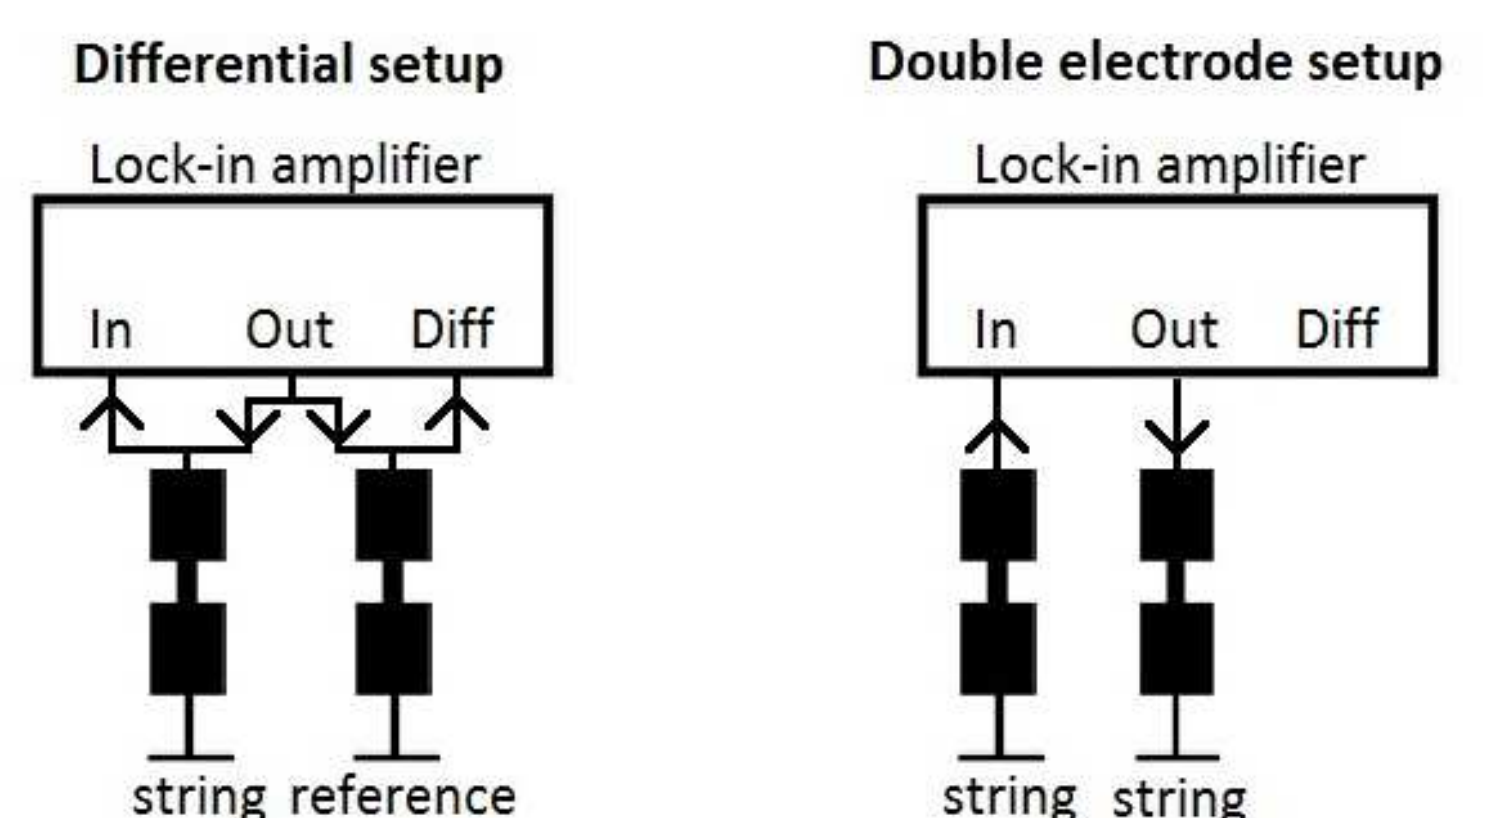 Differential setup
Lock-in amplifier
In Out Diff
string reference
Double electrode setup
Lock-in amplifier
In Out Diff
string string